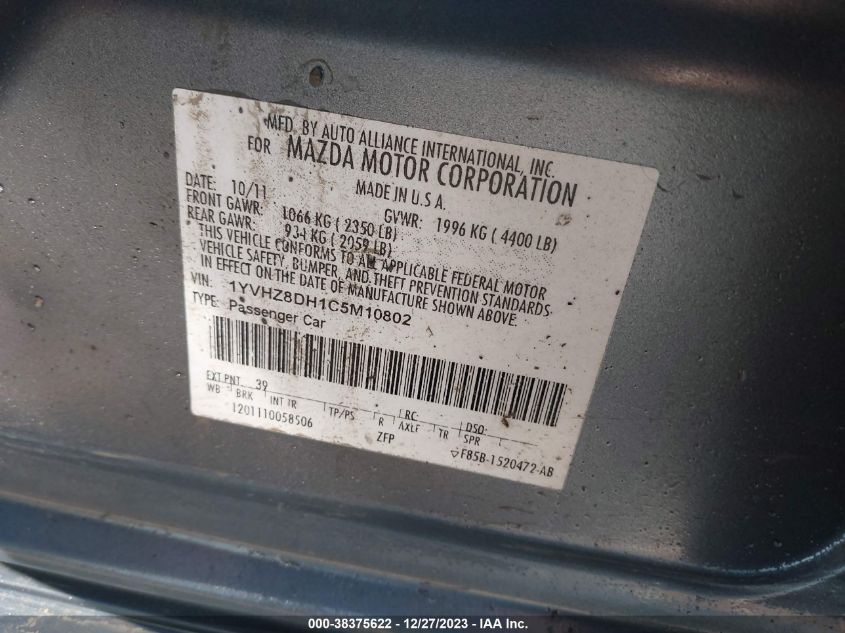 MFD. BY AUTO ALLIANCE INTERNATIONAL, INC.
FOR MAZDA MOTOR CORPORATION
MADE IN U.S.A.
DATE: 10/11
GVWR: 1996 KG ( 4400 LB)
FRONT GAWR: 1066 KG ( 2350 LB)
REAR GAWR: 934 KG ( 2059 LB)
THIS VEHICLE CONFORMS TO ALL APPLICABLE FEDERAL MOTOR
VEHICLE SAFETY, BUMPER, AND THEFT PREVENTION STANDARDS
IN EFFECT ON THE DATE OF MANUFACTURE SHOWN ABOVE.
VIN: 1YVHZ8DH1C5M10802
TYPE: Passenger Car
EXT PNT 39
WB BRK INT TR TP/PS R AXLE TR SPR
RC: DSO:
1201110058506
ZFP
F85B-1520472-AB
000-38375622 - 12/27/2023 - IAA Inc.